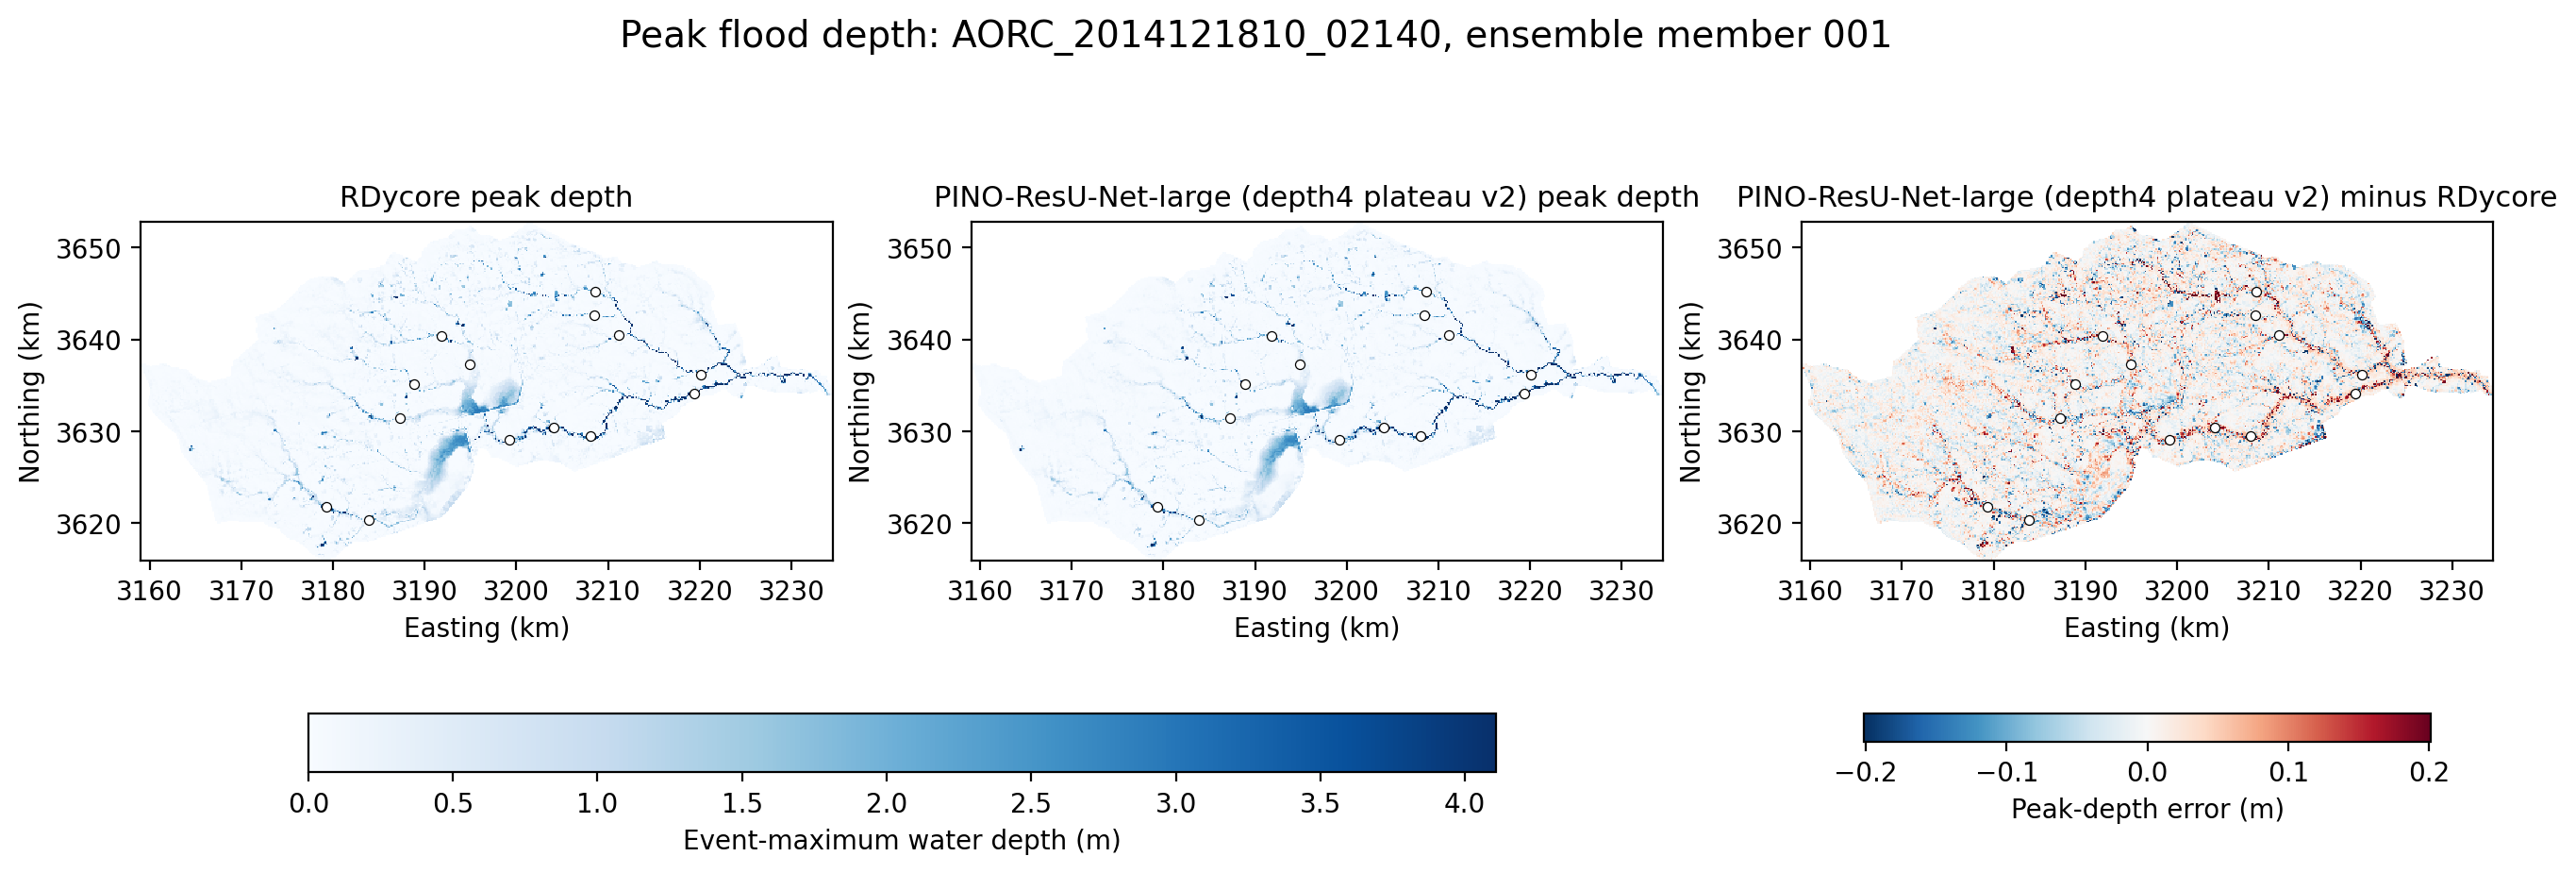 Peak flood depth: AORC_2014121810_02140, ensemble member 001
RDycore peak depth
PINO-ResU-Net-large (depth4 plateau v2) peak depth
PINO-ResU-Net-large (depth4 plateau v2) minus RDycore
Northing (km)
3650
3640
3630
3620
3160 3170 3180 3190 3200 3210 3220 3230
Easting (km)
Northing (km)
3650
3640
3630
3620
3160 3170 3180 3190 3200 3210 3220 3230
Easting (km)
Northing (km)
3650
3640
3630
3620
3160 3170 3180 3190 3200 3210 3220 3230
Easting (km)
0.0 0.5 1.0 1.5 2.0 2.5 3.0 3.5 4.0
Event-maximum water depth (m)
−0.2 −0.1 0.0 0.1 0.2
Peak-depth error (m)